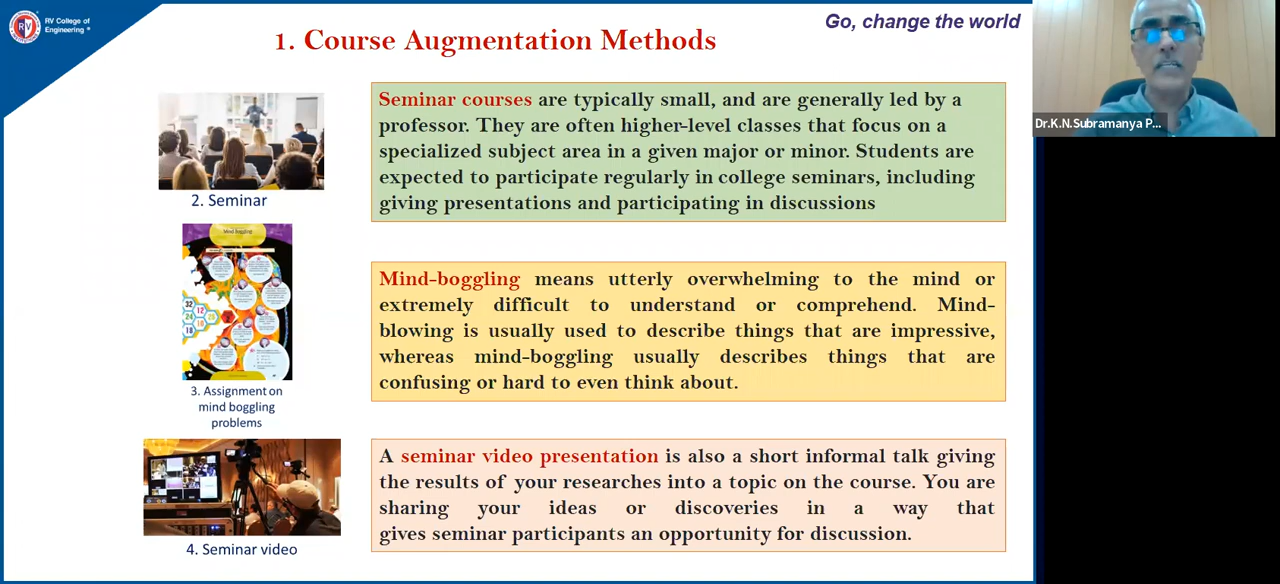 RV College of
Engineering
Go, change the world
1. Course Augmentation Methods
Seminar courses are typically small, and are generally led by a
professor. They are often higher-level classes that focus on a
specialized subject area in a given major or minor. Students are
expected to participate regularly in college seminars, including
giving presentations and participating in discussions
2. Seminar
Mind boggling
32
24
12
18
Mind-boggling means utterly overwhelming to the mind or
extremely difficult to understand or comprehend. Mind-
blowing is usually used to describe things that are impressive,
whereas mind-boggling usually describes things that are
confusing or hard to even think about.
3. Assignment on
mind boggling
problems
A seminar video presentation is also a short informal talk giving
the results of your researches into a topic on the course. You are
sharing your ideas or discoveries in a way that
gives seminar participants an opportunity for discussion.
4. Seminar video
Dr.K.N.Subramanya P...